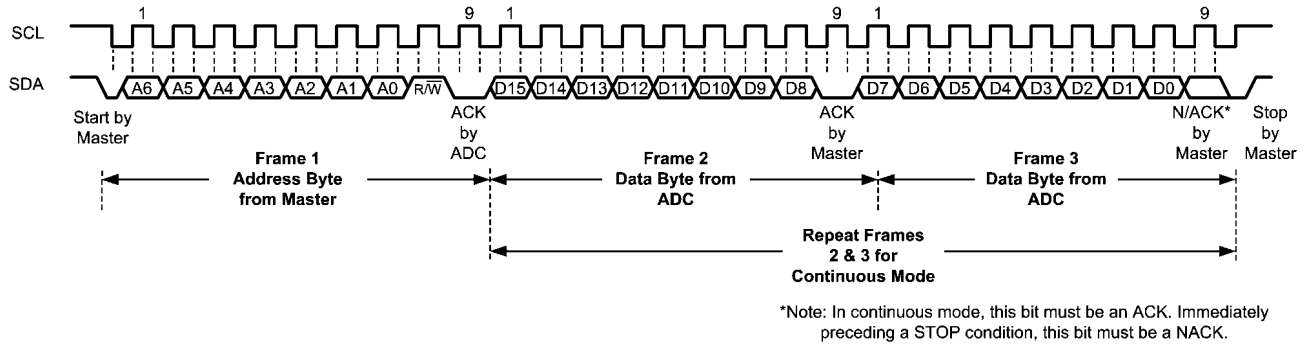 1 9 1 9 1 9
SCL
SDA A6 A5 A4 A3 A2 A1 A0 R/W̅ D15 D14 D13 D12 D11 D10 D9 D8 D7 D6 D5 D4 D3 D2 D1 D0
Start by
Master
ACK
by
ADC
ACK
by
Master
N/ACK*
by
Master
Stop
by
Master
Frame 1
Address Byte
from Master
Frame 2
Data Byte from
ADC
Frame 3
Data Byte from
ADC
Repeat Frames
2 & 3 for
Continuous Mode
*Note: In continuous mode, this bit must be an ACK. Immediately
preceding a STOP condition, this bit must be a NACK.